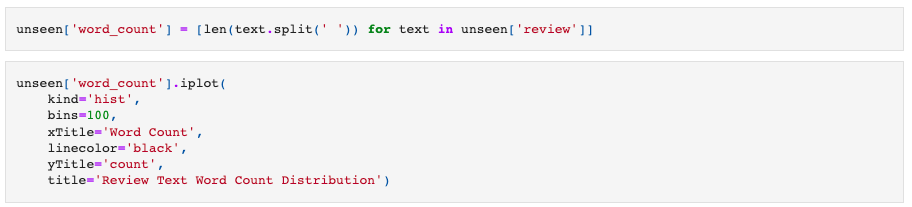 unseen['word_count'] = [len(text.split(' ')) for text in unseen['review']]
unseen['word_count'].iplot(
    kind='hist',
    bins=100,
    xTitle='Word Count',
    linecolor='black',
    yTitle='count',
    title='Review Text Word Count Distribution')